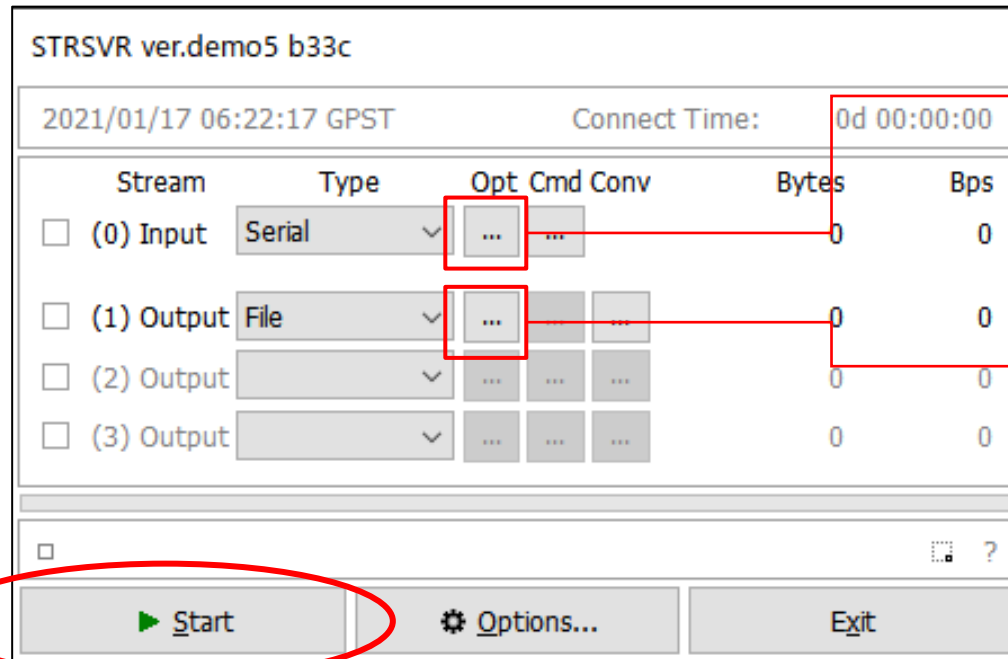 STRSVR ver.demo5 b33c
2021/01/17 06:22:17 GPST Connect Time: 0d 00:00:00
Stream Type Opt Cmd Conv Bytes Bps
(0) Input Serial ... ... 0 0
(1) Output File ... ... ... 0 0
(2) Output ... ... ... 0 0
(3) Output ... ... ... 0 0
?
Start Options... Exit